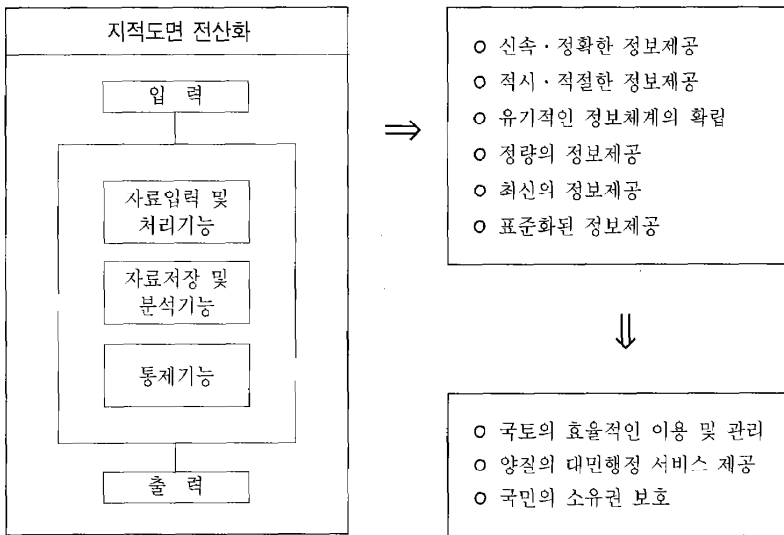 지적도면 전산화
입 력
자료입력 및
처리기능
자료저장 및
분석기능
통제기능
출 력
⇒
o 신속·정확한 정보제공
o 적시·적절한 정보제공
o 유기적인 정보체계의 확립
o 정량의 정보제공
o 최신의 정보제공
o 표준화된 정보제공
⇓
o 국토의 효율적인 이용 및 관리
o 양질의 대민행정 서비스 제공
o 국민의 소유권 보호